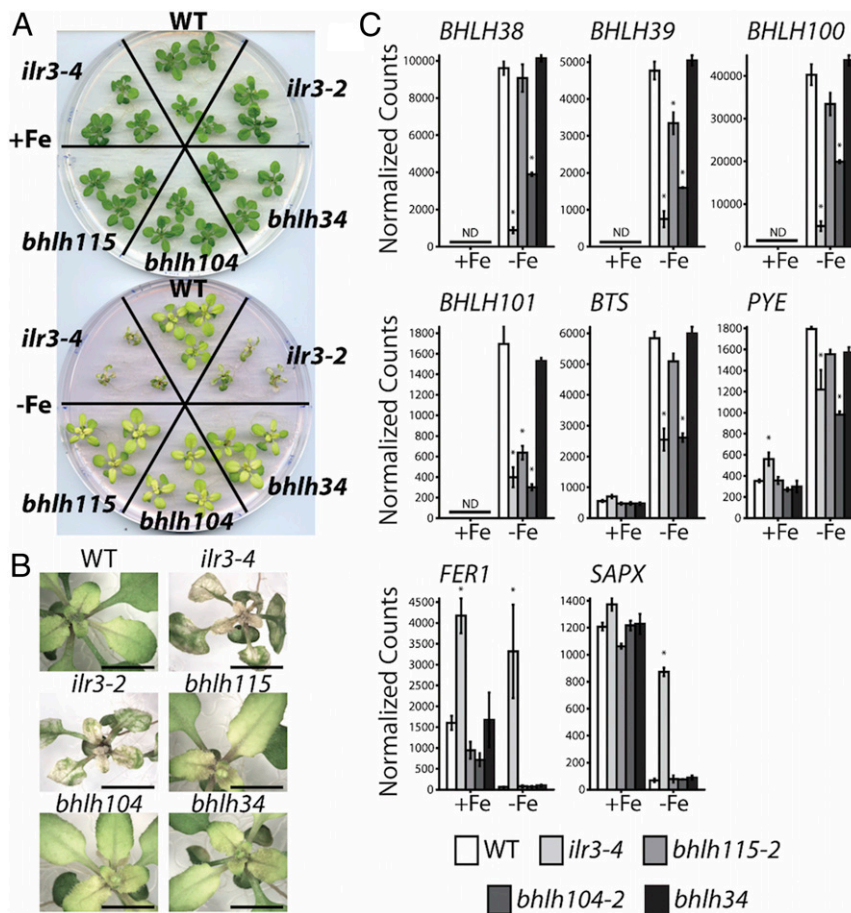 A
WT
ilr3-4
ilr3-2
+Fe
bhlh115
bhlh104
bhlh34
WT
ilr3-4
ilr3-2
-Fe
bhlh115
bhlh104
bhlh34
B
WT
ilr3-4
ilr3-2
bhlh115
bhlh104
bhlh34
C
BHLH38
BHLH39
BHLH100
Normalized Counts
10000
8000
6000
4000
2000
0
ND
*
*
+Fe
-Fe
5000
4000
3000
2000
1000
0
ND
*
*
*
+Fe
-Fe
40000
30000
20000
10000
0
ND
*
*
+Fe
-Fe
BHLH101
BTS
PYE
Normalized Counts
1800
1600
1400
1200
1000
800
600
400
200
0
ND
*
*
*
+Fe
-Fe
6000
5000
4000
3000
2000
1000
0
*
*
+Fe
-Fe
1800
1600
1400
1200
1000
800
600
400
200
0
*
*
*
+Fe
-Fe
FER1
SAPX
Normalized Counts
4500
4000
3500
3000
2500
2000
1500
1000
500
0
*
*
+Fe
-Fe
1400
1200
1000
800
600
400
200
0
*
+Fe
-Fe
WT
ilr3-4
bhlh115-2
bhlh104-2
bhlh34